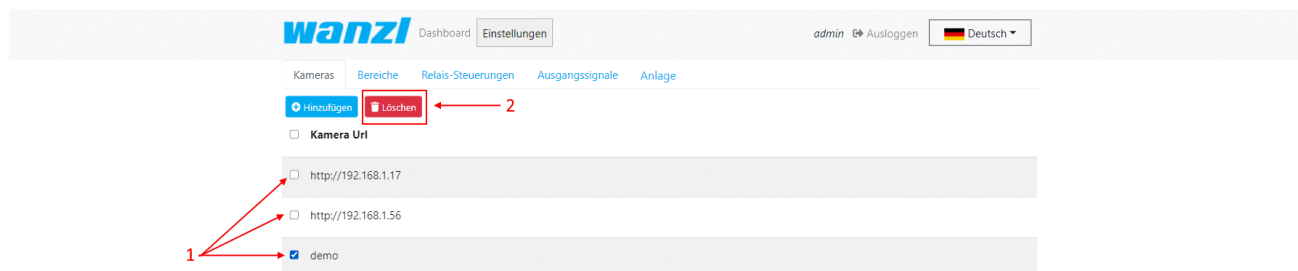 wanzl Dashboard Einstellungen admin Ausloggen Deutsch
Kameras Bereiche Relais-Steuerungen Ausgangssignale Anlage
Hinzufügen Löschen 2
Kamera Url
http://192.168.1.17
http://192.168.1.56
1 demo